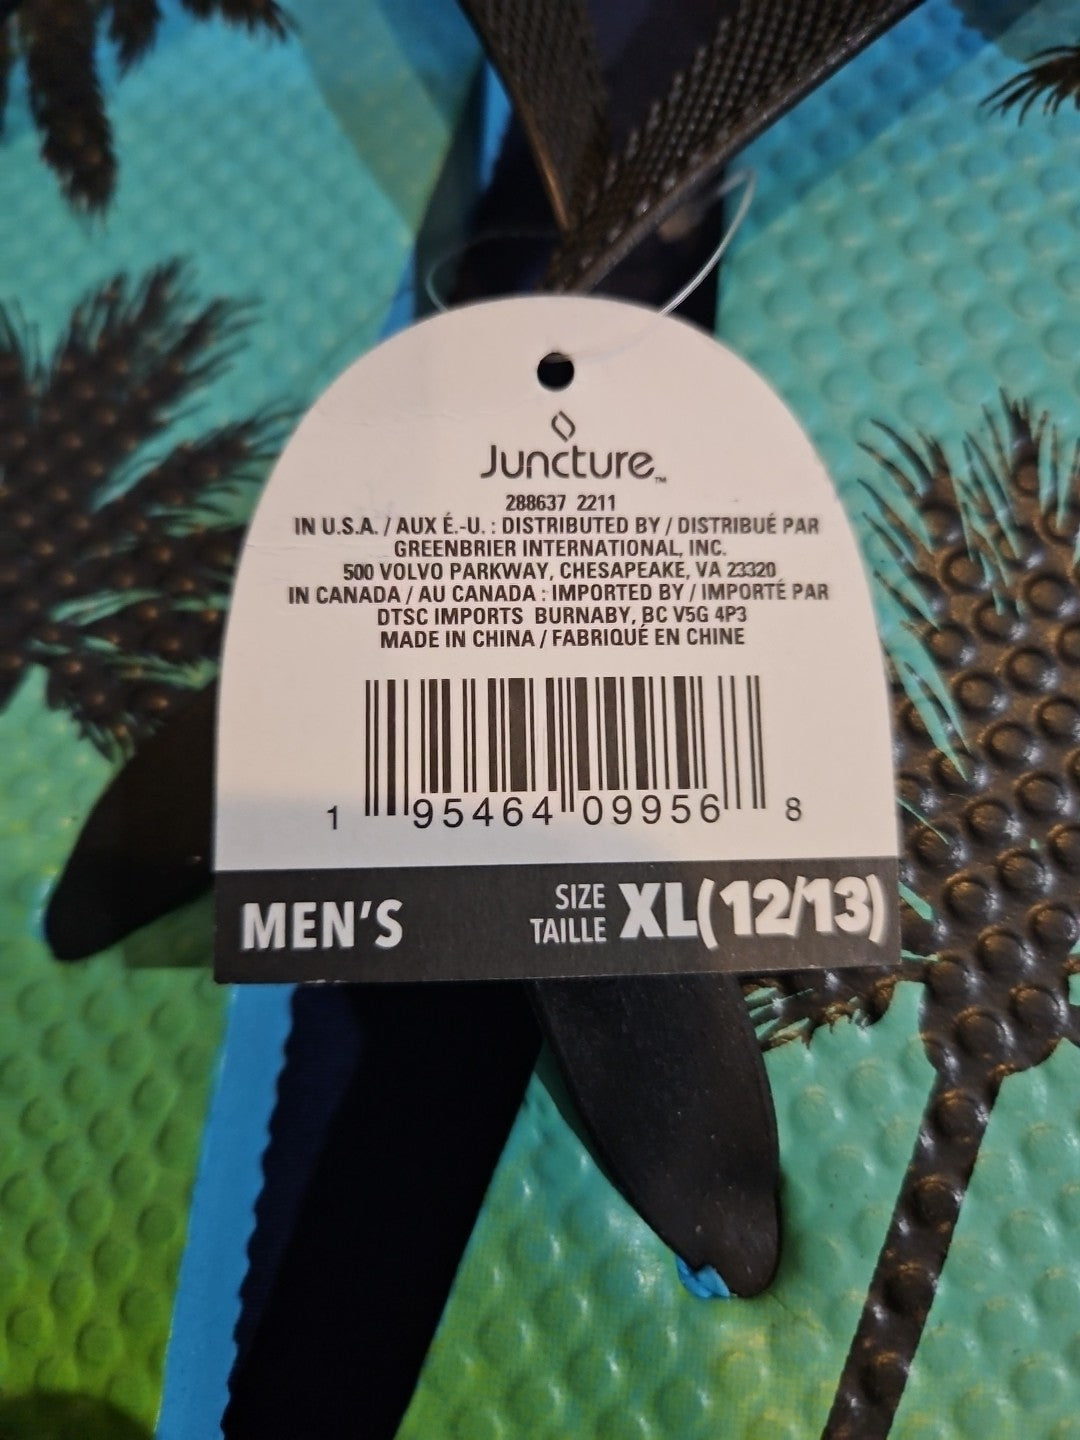 Juncture™
288637 2211
IN U.S.A. / AUX É.-U. : DISTRIBUTED BY / DISTRIBUÉ PAR
GREENBRIER INTERNATIONAL, INC.
500 VOLVO PARKWAY, CHESAPEAKE, VA 23320
IN CANADA / AU CANADA : IMPORTED BY / IMPORTÉ PAR
DTSC IMPORTS BURNABY, BC V5G 4P3
MADE IN CHINA / FABRIQUÉ EN CHINE
1 95464 09956 8
MEN'S SIZE TAILLE XL(12/13)